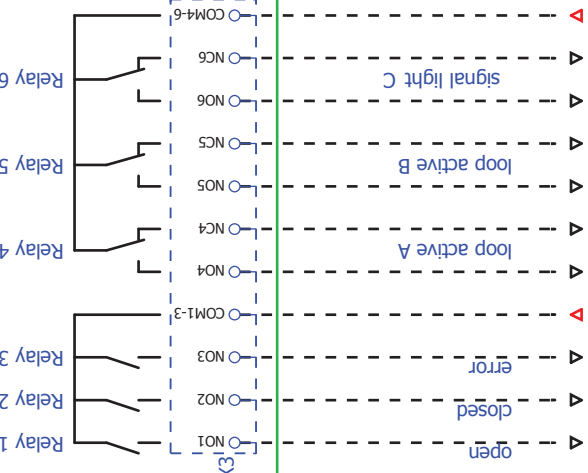 open
NO1
Relay 1
closed
NO2
Relay 2
error
NO3
Relay 3
COM1-3
NO4
loop active A
Relay 4
NC4
NO5
loop active B
Relay 5
NC5
NO6
signal light C
Relay 6
NC6
COM4-6